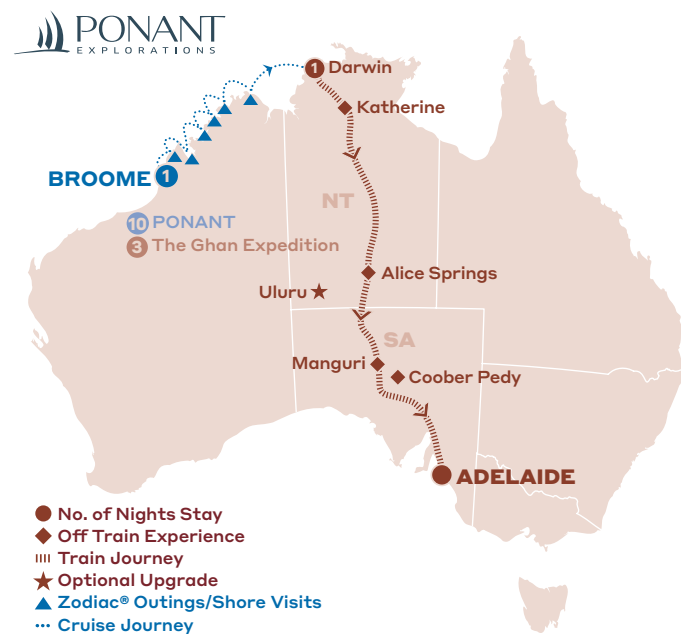 PONANT
EXPLORATIONS
1 Darwin
Katherine
BROOME 1
NT
10 PONANT
3 The Ghan Expedition
Alice Springs
Uluru
SA
Manguri
Coober Pedy
ADELAIDE
No. of Nights Stay
Off Train Experience
Train Journey
Optional Upgrade
Zodiac® Outings/Shore Visits
Cruise Journey